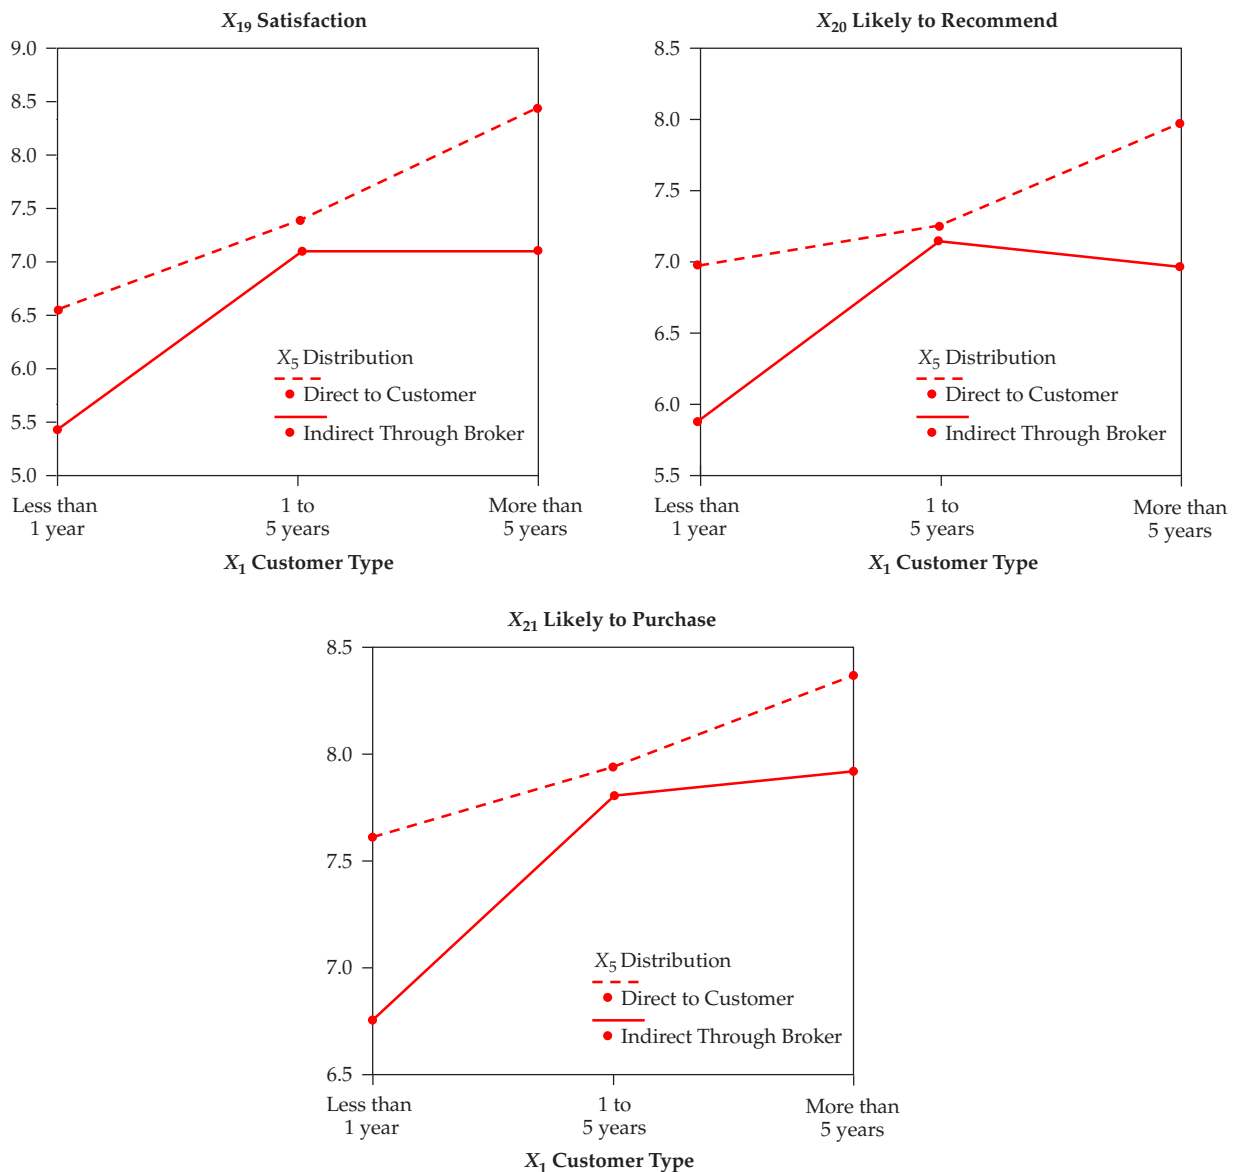 X19 Satisfaction
9.0
8.5
8.0
7.5
7.0
6.5
6.0
5.5
5.0
X5 Distribution
Direct to Customer
Indirect Through Broker
Less than
1 year
1 to
5 years
More than
5 years
X1 Customer Type
X20 Likely to Recommend
8.5
8.0
7.5
7.0
6.5
6.0
5.5
X5 Distribution
Direct to Customer
Indirect Through Broker
Less than
1 year
1 to
5 years
More than
5 years
X1 Customer Type
X21 Likely to Purchase
8.5
8.0
7.5
7.0
6.5
X5 Distribution
Direct to Customer
Indirect Through Broker
Less than
1 year
1 to
5 years
More than
5 years
X1 Customer Type